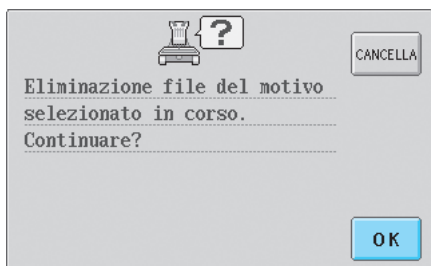 ?
CANCELLA
Eliminazione file del motivo
selezionato in corso.
Continuare?
OK